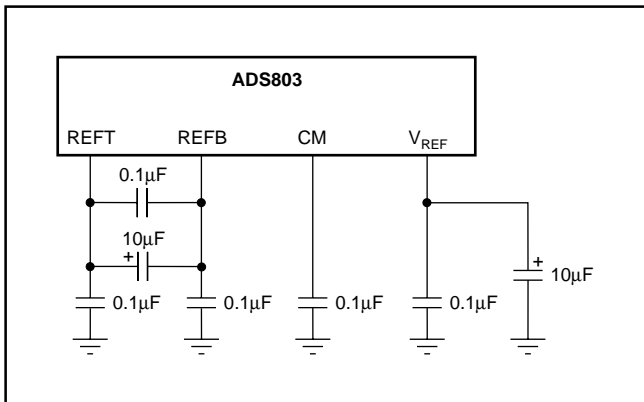 ADS803
REFT REFB CM VREF
0.1µF
+ 10µF
+ 10µF
0.1µF 0.1µF 0.1µF 0.1µF